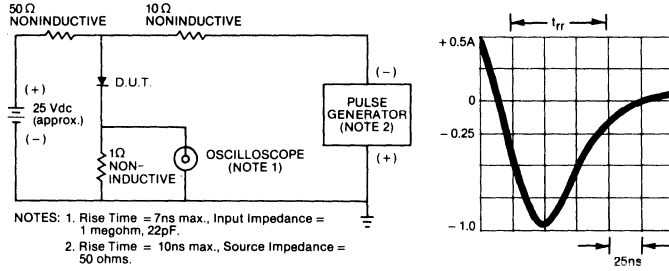 50 Ω
NONINDUCTIVE
10 Ω
NONINDUCTIVE
(+)
25 Vdc
(approx.)
(−)
D.U.T.
1Ω
NON-
INDUCTIVE
OSCILLOSCOPE
(NOTE 1)
(−)
PULSE
GENERATOR
(NOTE 2)
(+)
NOTES: 1. Rise Time = 7ns max., Input Impedance =
1 megohm, 22pF.
2. Rise Time = 10ns max., Source Impedance =
50 ohms.
trr
+ 0.5A
0
− 0.25
− 1.0
25ns